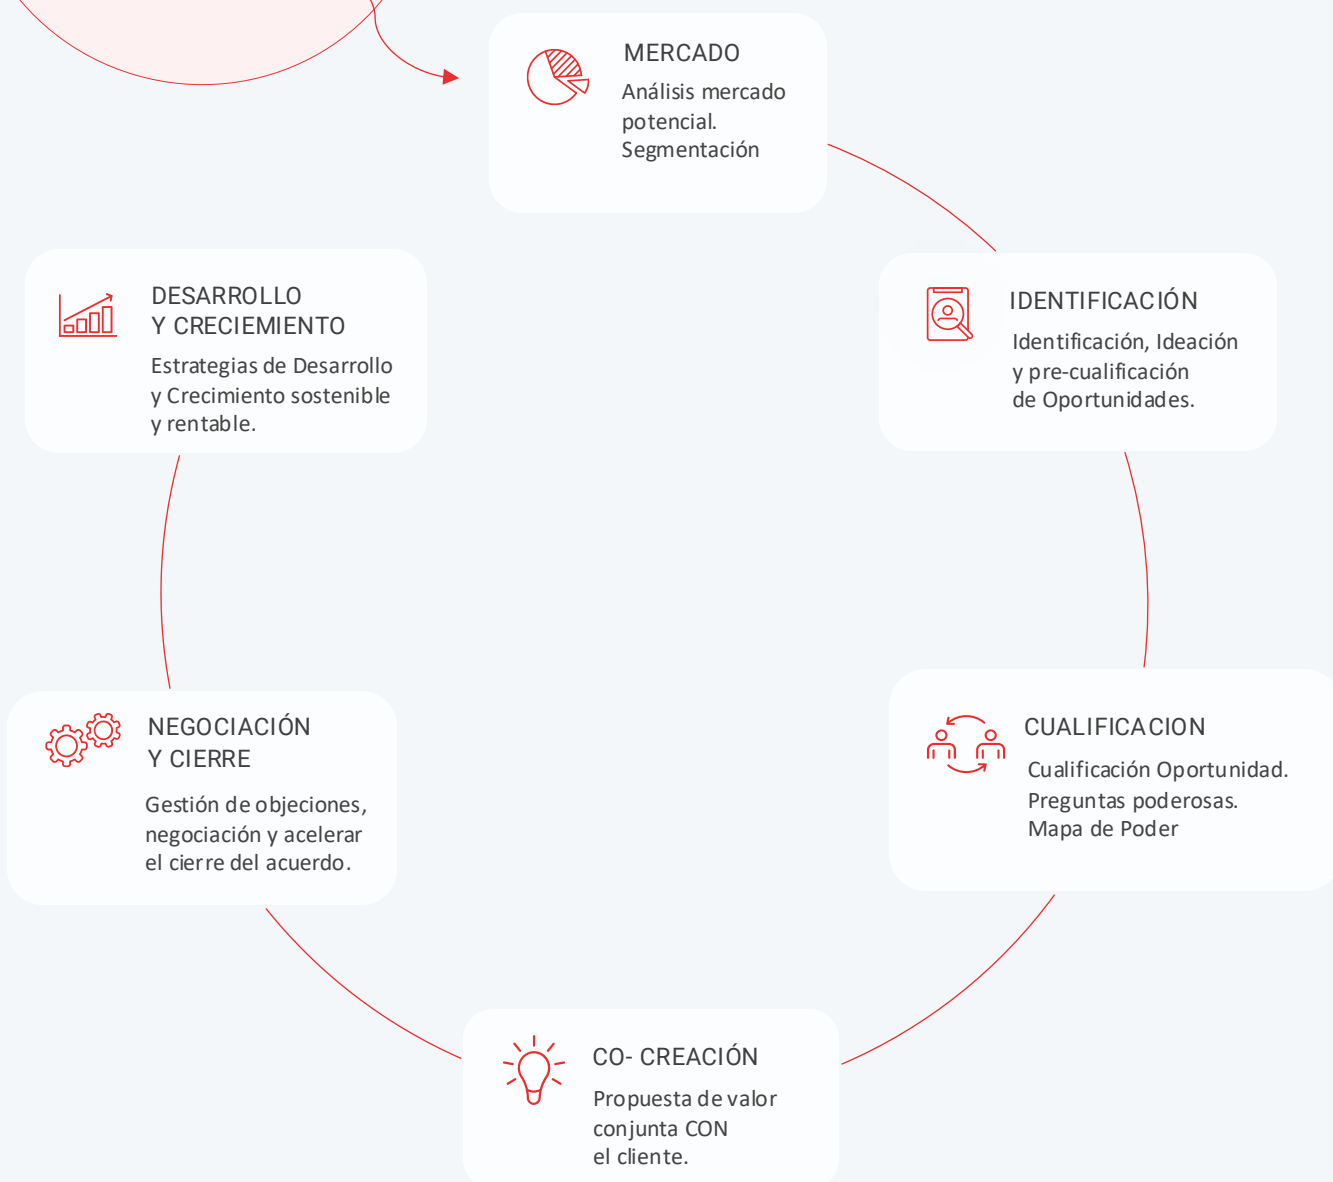 MERCADO
Análisis mercado
potencial.
Segmentación
IDENTIFICACIÓN
Identificación, Ideación
y pre-cualificación
de Oportunidades.
CUALIFICACION
Cualificación Oportunidad.
Preguntas poderosas.
Mapa de Poder
CO- CREACIÓN
Propuesta de valor
conjunta CON
el cliente.
NEGOCIACIÓN
Y CIERRE
Gestión de objeciones,
negociación y acelerar
el cierre del acuerdo.
DESARROLLO
Y CRECIEMIENTO
Estrategias de Desarrollo
y Crecimiento sostenible
y rentable.